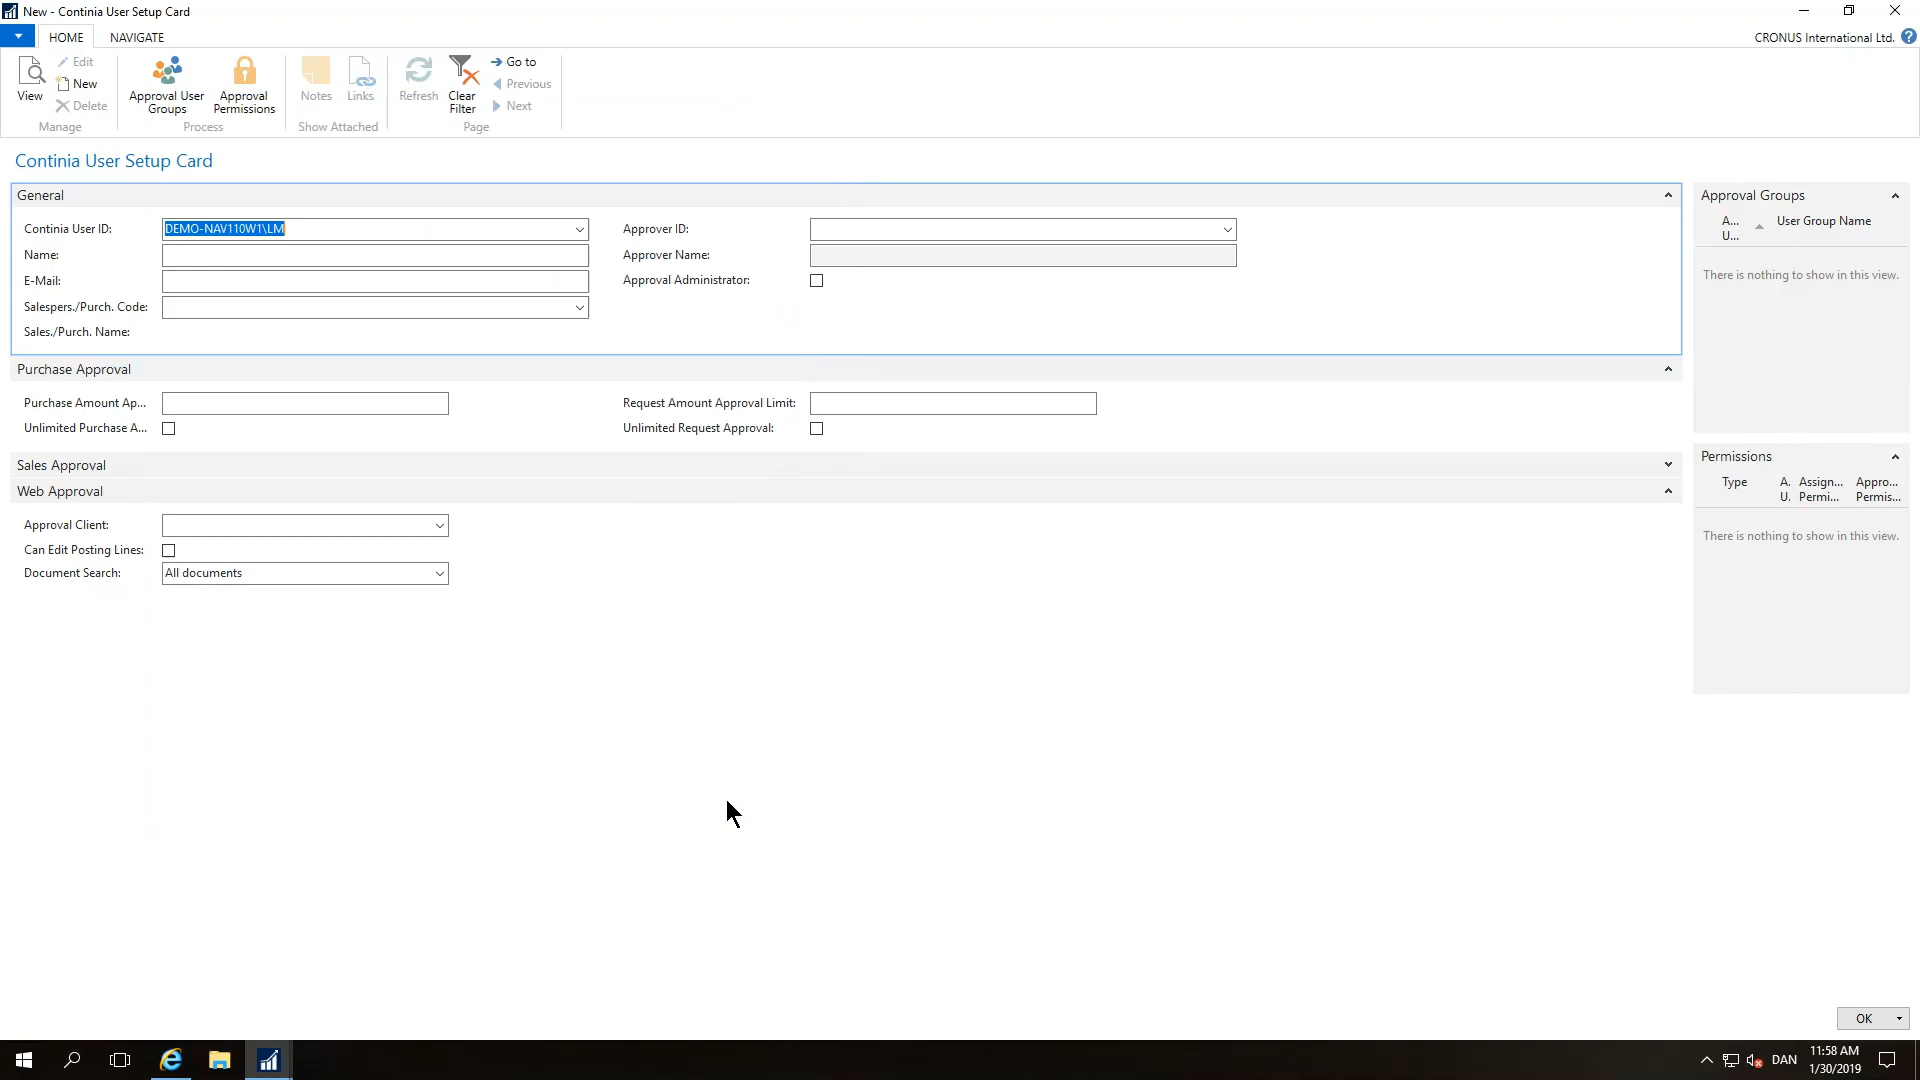 New - Continia User Setup Card
HOME NAVIGATE
CRONUS International Ltd.
View
Edit
New
Delete
Manage
Approval User Groups
Approval Permissions
Process
Notes
Links
Show Attached
Refresh
Clear Filter
Go to
Previous
Next
Page
Continia User Setup Card
General
Continia User ID: DEMO-NAV110W1\LM
Name:
E-Mail:
Salespers./Purch. Code:
Sales./Purch. Name:
Approver ID:
Approver Name:
Approval Administrator:
Purchase Approval
Purchase Amount Ap...
Unlimited Purchase A...
Request Amount Approval Limit:
Unlimited Request Approval:
Sales Approval
Web Approval
Approval Client:
Can Edit Posting Lines:
Document Search: All documents
Approval Groups
A... U... User Group Name
There is nothing to show in this view.
Permissions
Type A. U. Assign... Permi... Appro... Permis...
There is nothing to show in this view.
OK
DAN
11:58 AM
1/30/2019